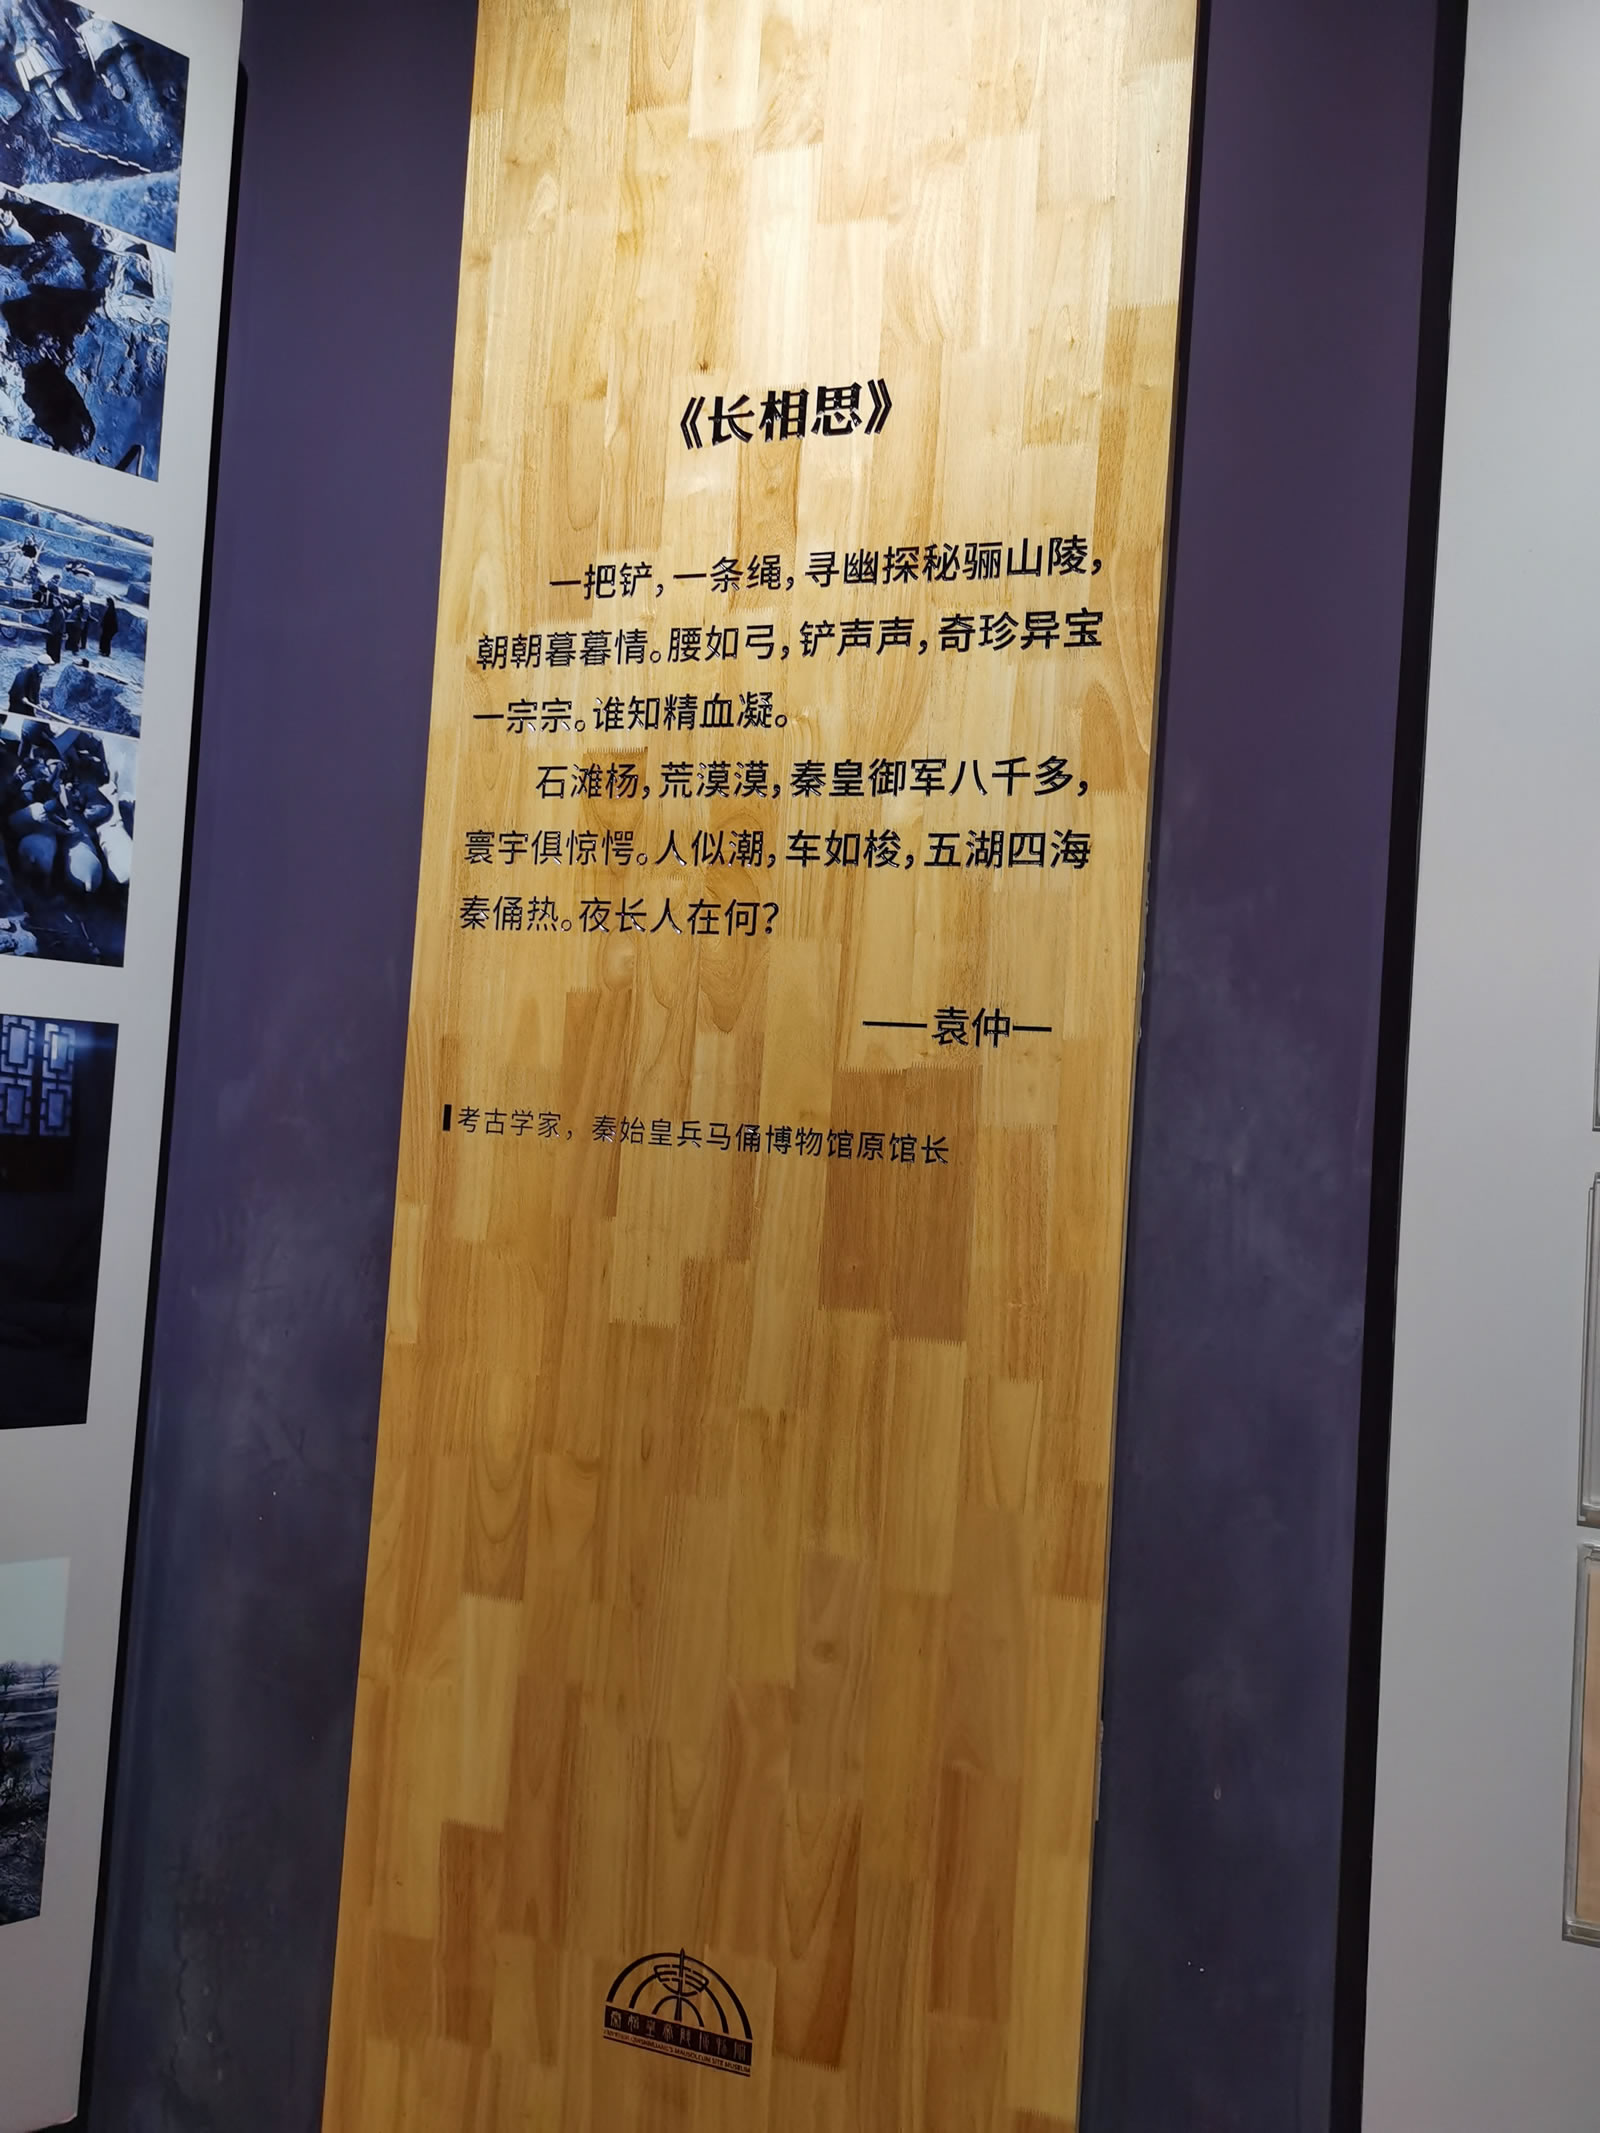 《长相思》
一把铲，一条绳，寻幽探秘骊山陵，
朝朝暮暮情。腰如弓，铲声声，奇珍异宝
一宗宗。谁知精血凝。
石滩杨，荒漠漠，秦皇御军八千多，
寰宇俱惊愕。人似潮，车如梭，五湖四海
秦俑热。夜长人在何？
——袁仲一
考古学家，秦始皇兵马俑博物馆原馆长
EMPEROR QINSHIHUANG'S MAUSOLEUM SITE MUSEUM